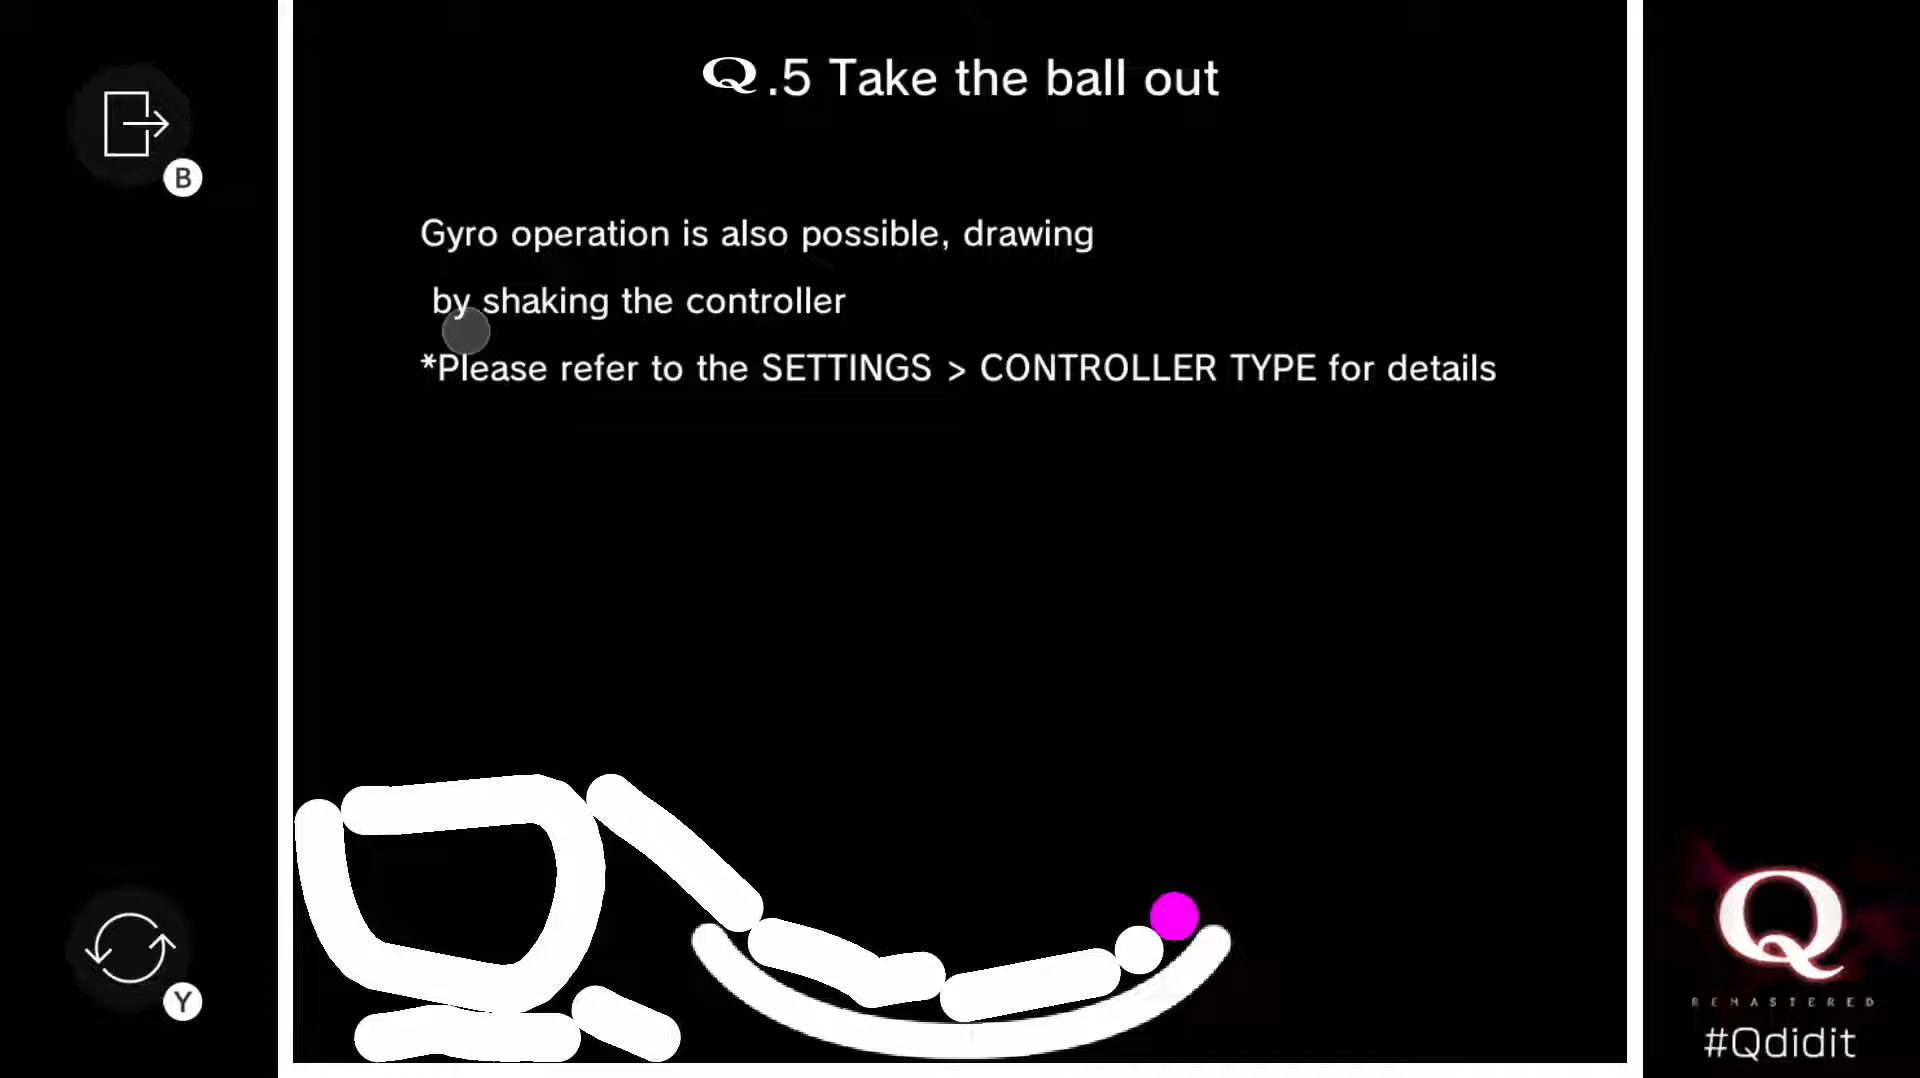 Q.5 Take the ball out
B
Gyro operation is also possible, drawing
by shaking the controller
*Please refer to the SETTINGS > CONTROLLER TYPE for details
Y
Q
REMASTERED
#Qdidit